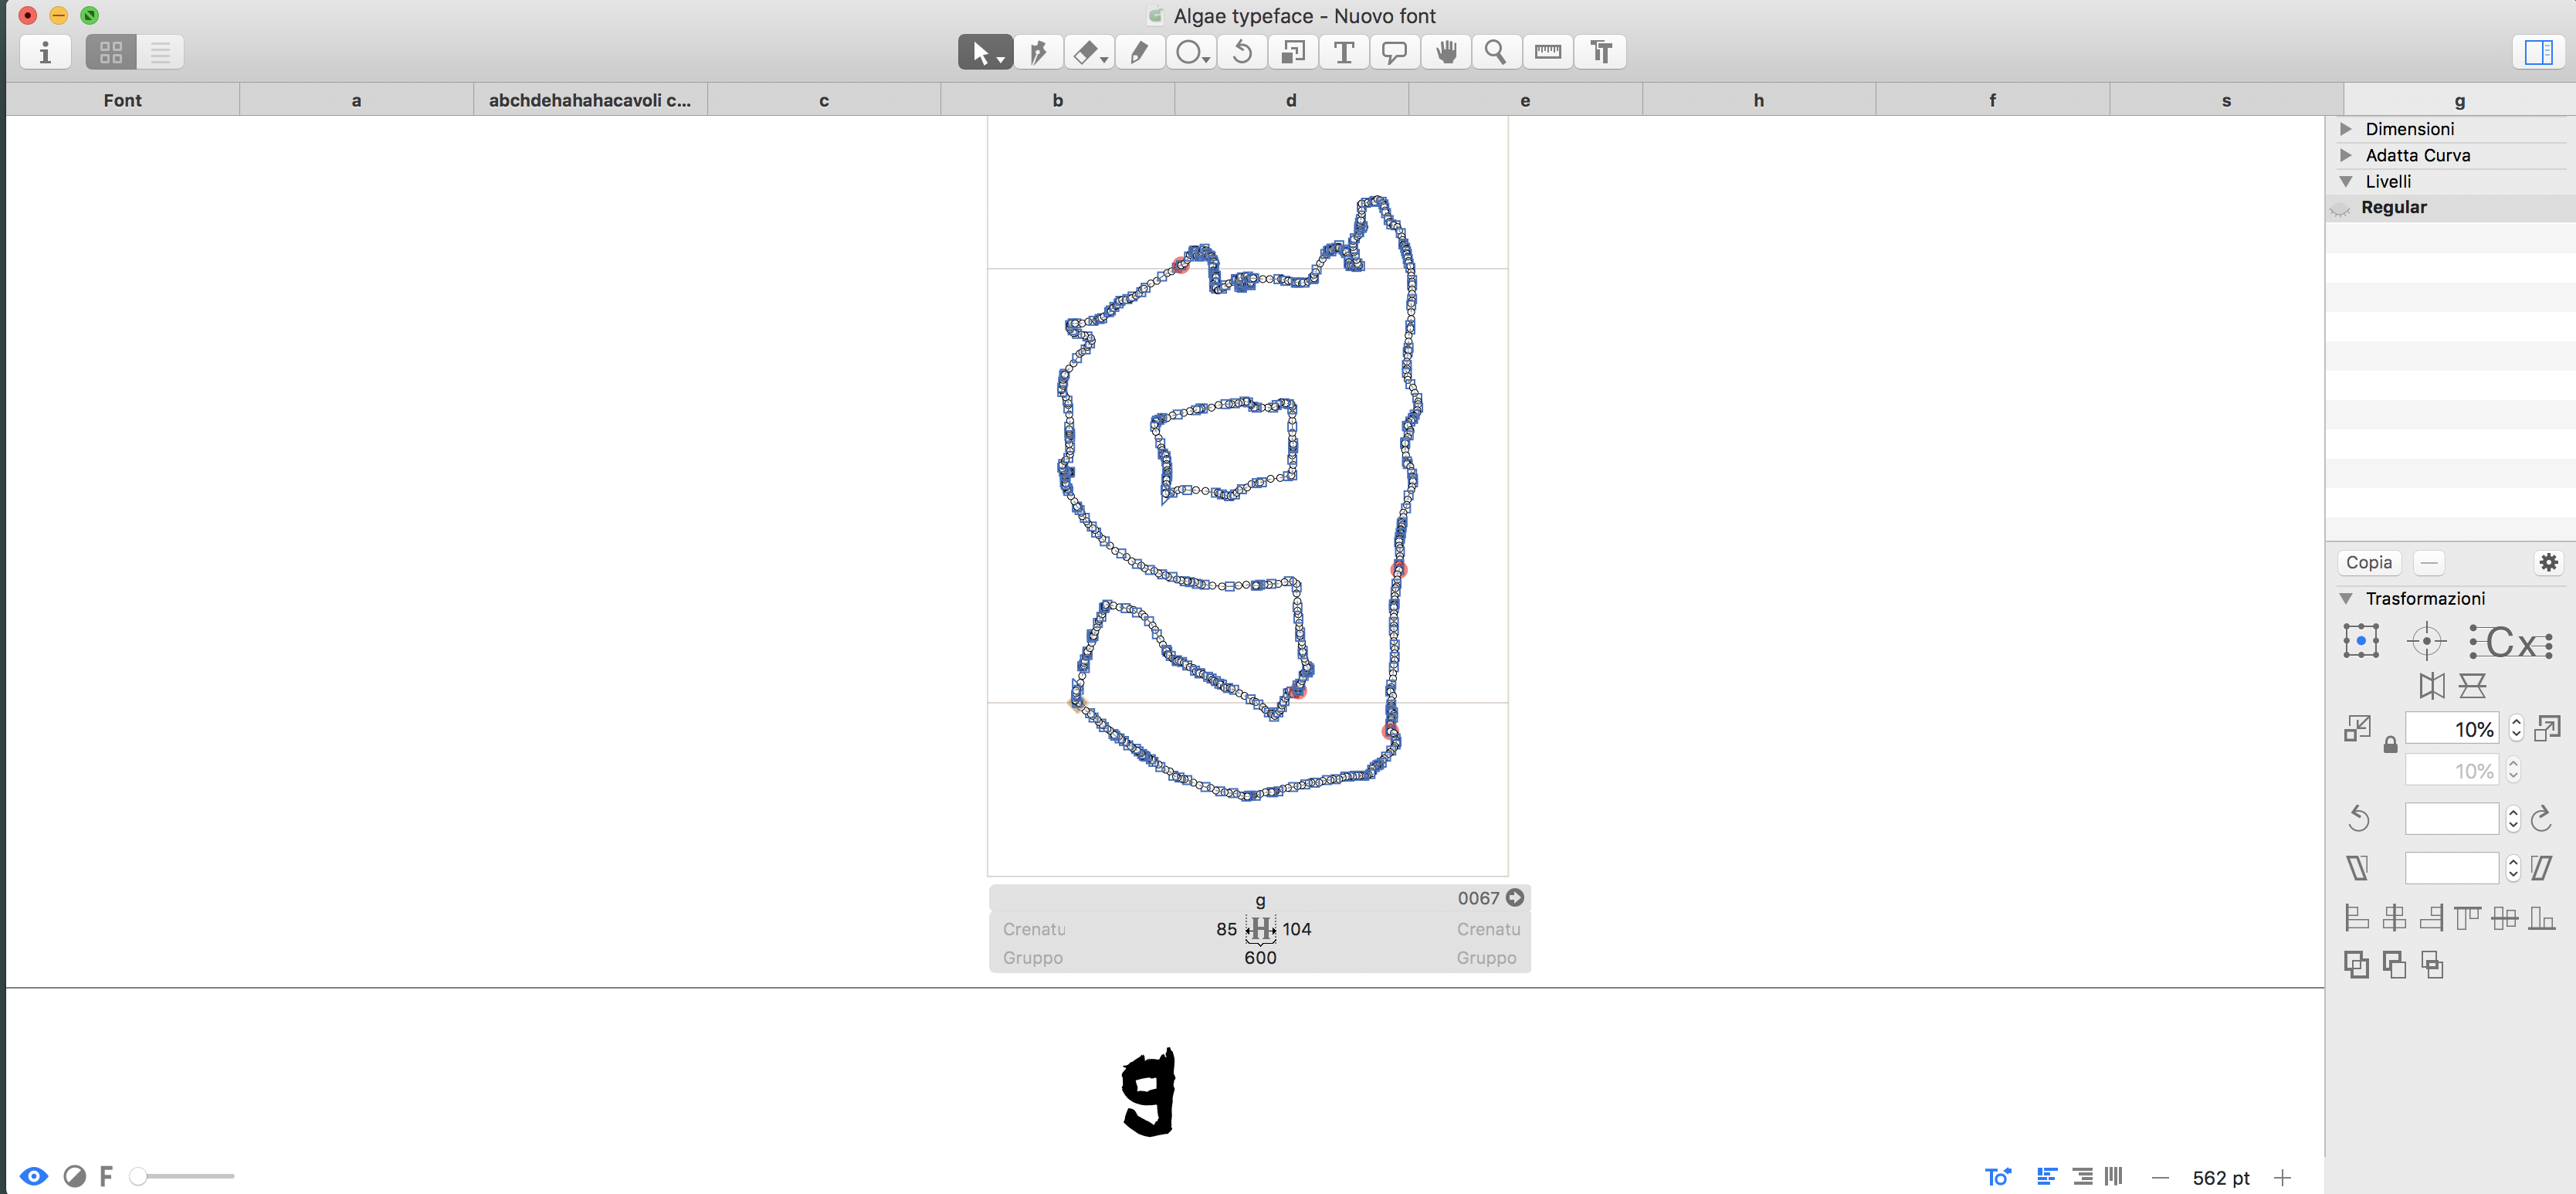 Algae typeface - Nuovo font
Font a abchdehahahacavoli c... c b d e h f s g
Dimensioni
Adatta Curva
Livelli
Regular
Copia
Trasformazioni
Cx
10%
10%
g 0067
Crenatu 85 H 104 Crenatu
Gruppo 600 Gruppo
g
F
To
562 pt